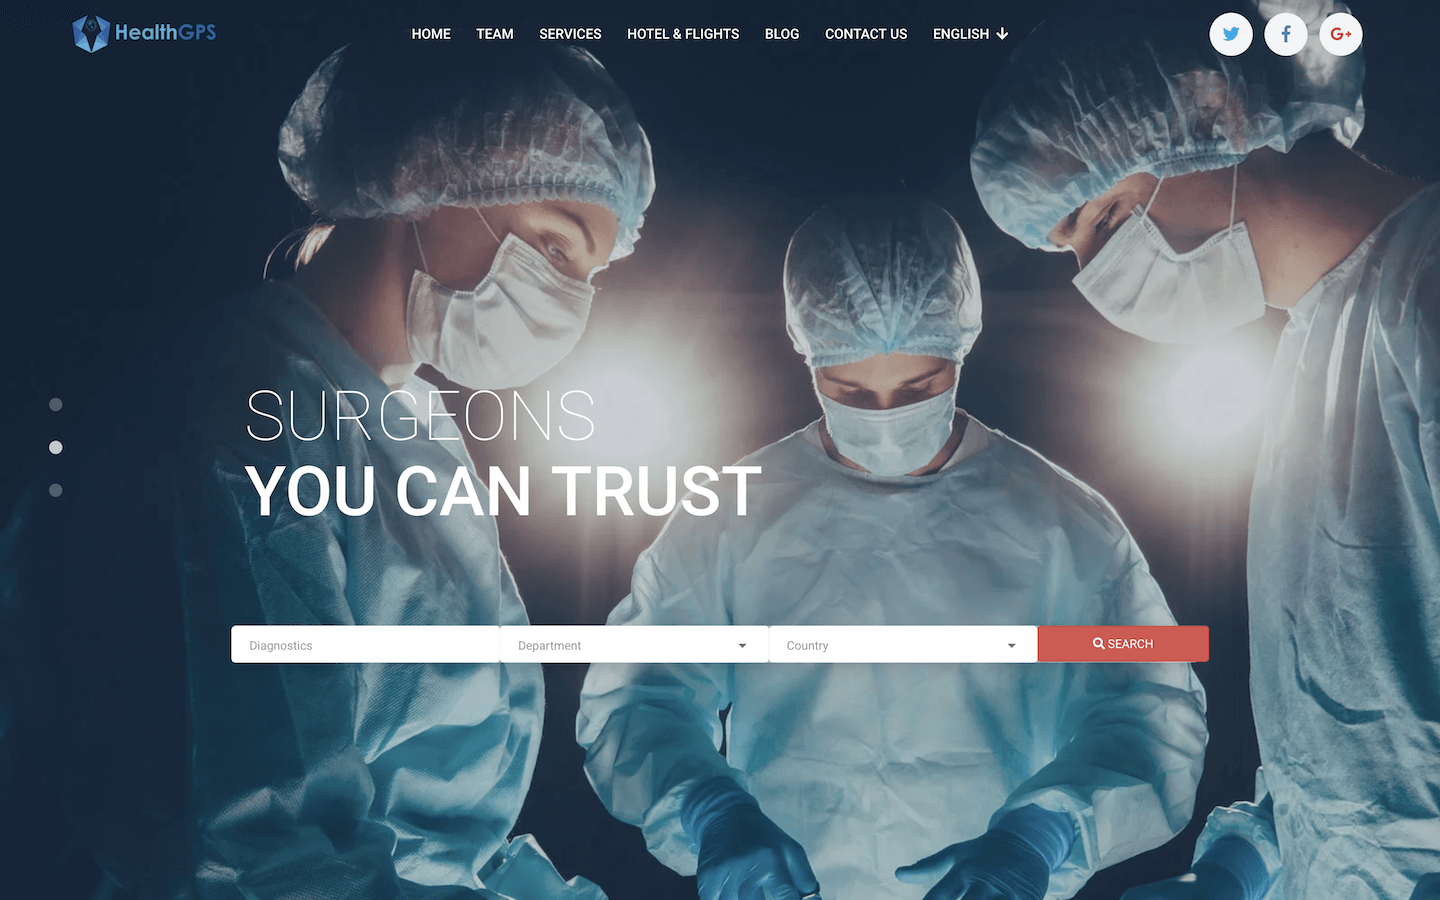 HealthGPS
HOME TEAM SERVICES HOTEL & FLIGHTS BLOG CONTACT US ENGLISH
SURGEONS
YOU CAN TRUST
Diagnostics Department Country SEARCH